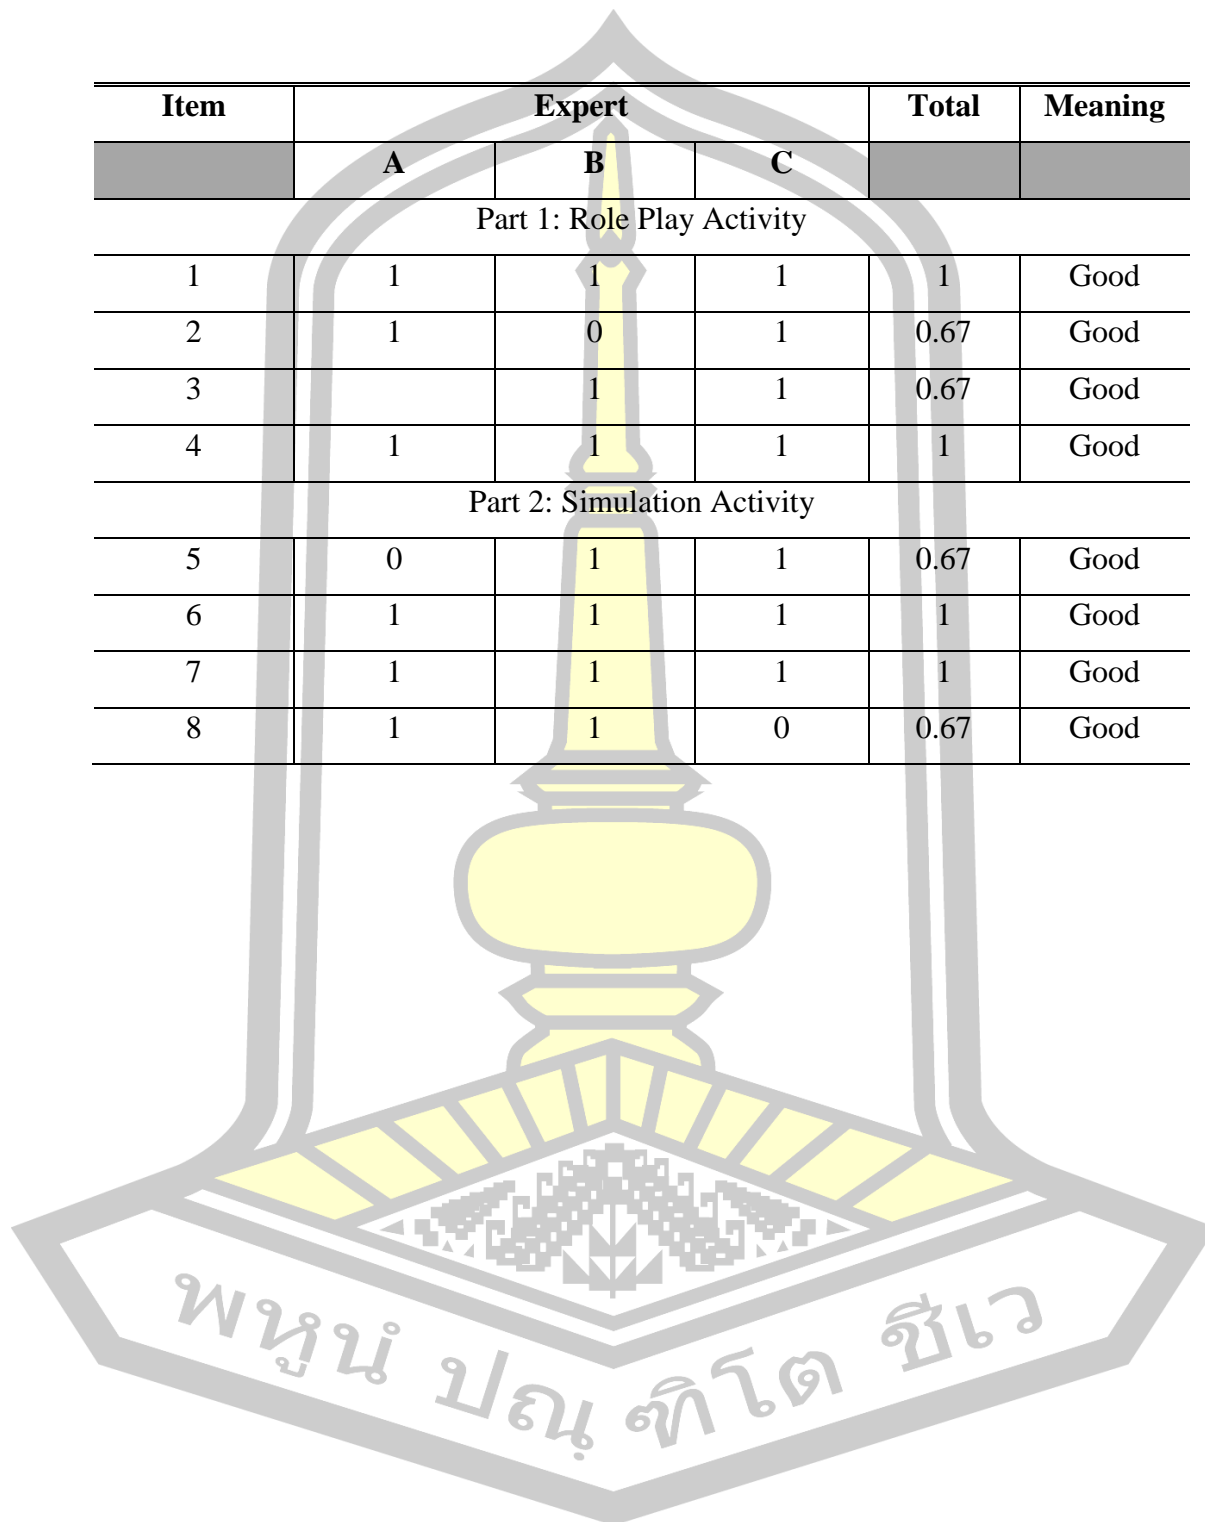 Item Expert Total Meaning
A B C
Part 1: Role Play Activity
1 1 1 1 1 Good
2 1 0 1 0.67 Good
3 1 1 0.67 Good
4 1 1 1 1 Good
Part 2: Simulation Activity
5 0 1 1 0.67 Good
6 1 1 1 1 Good
7 1 1 1 1 Good
8 1 1 0 0.67 Good
พหูนํ ปณฺฑิโต ชีเว